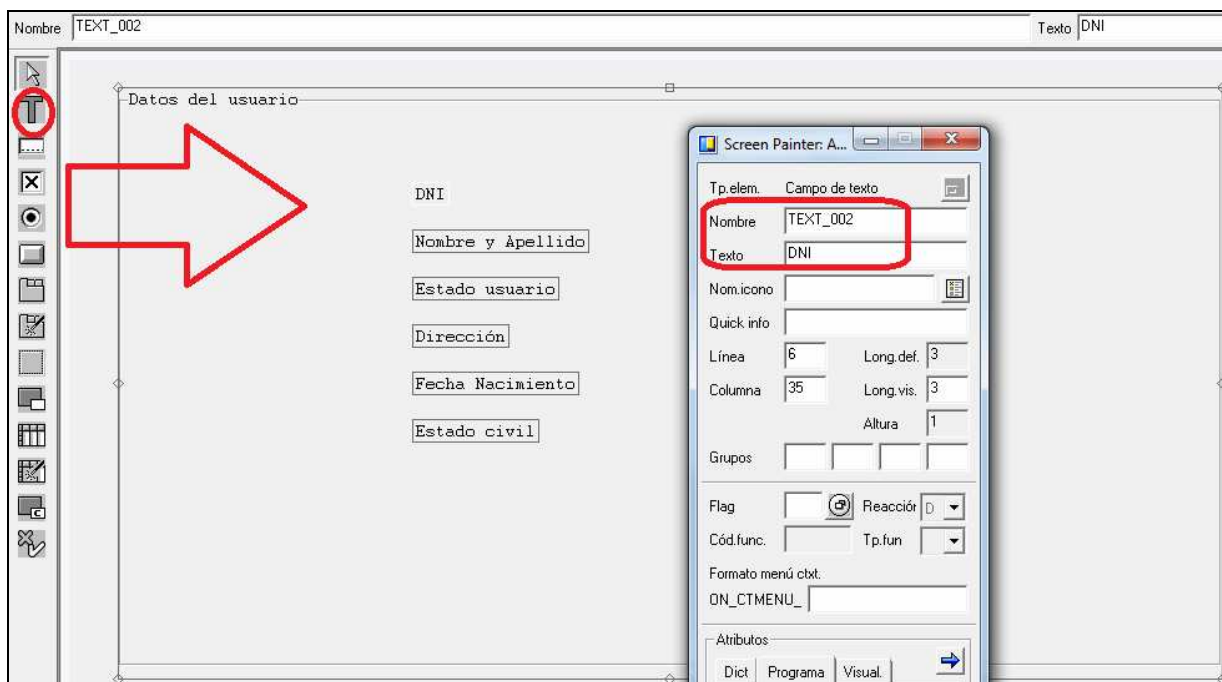 Nombre TEXT_002 Texto DNI
Datos del usuario
DNI
Nombre y Apellido
Estado usuario
Dirección
Fecha Nacimiento
Estado civil
Screen Painter: A...
Tp.elem. Campo de texto
Nombre TEXT_002
Texto DNI
Nom.icono
Quick info
Línea 6 Long.def. 3
Columna 35 Long.vis. 3
Altura 1
Grupos
Flag Reacción D
Cód.func. Tp.fun
Formato menú ctxt.
ON_CTMENU_
Atributos
Dict Programa Visual.